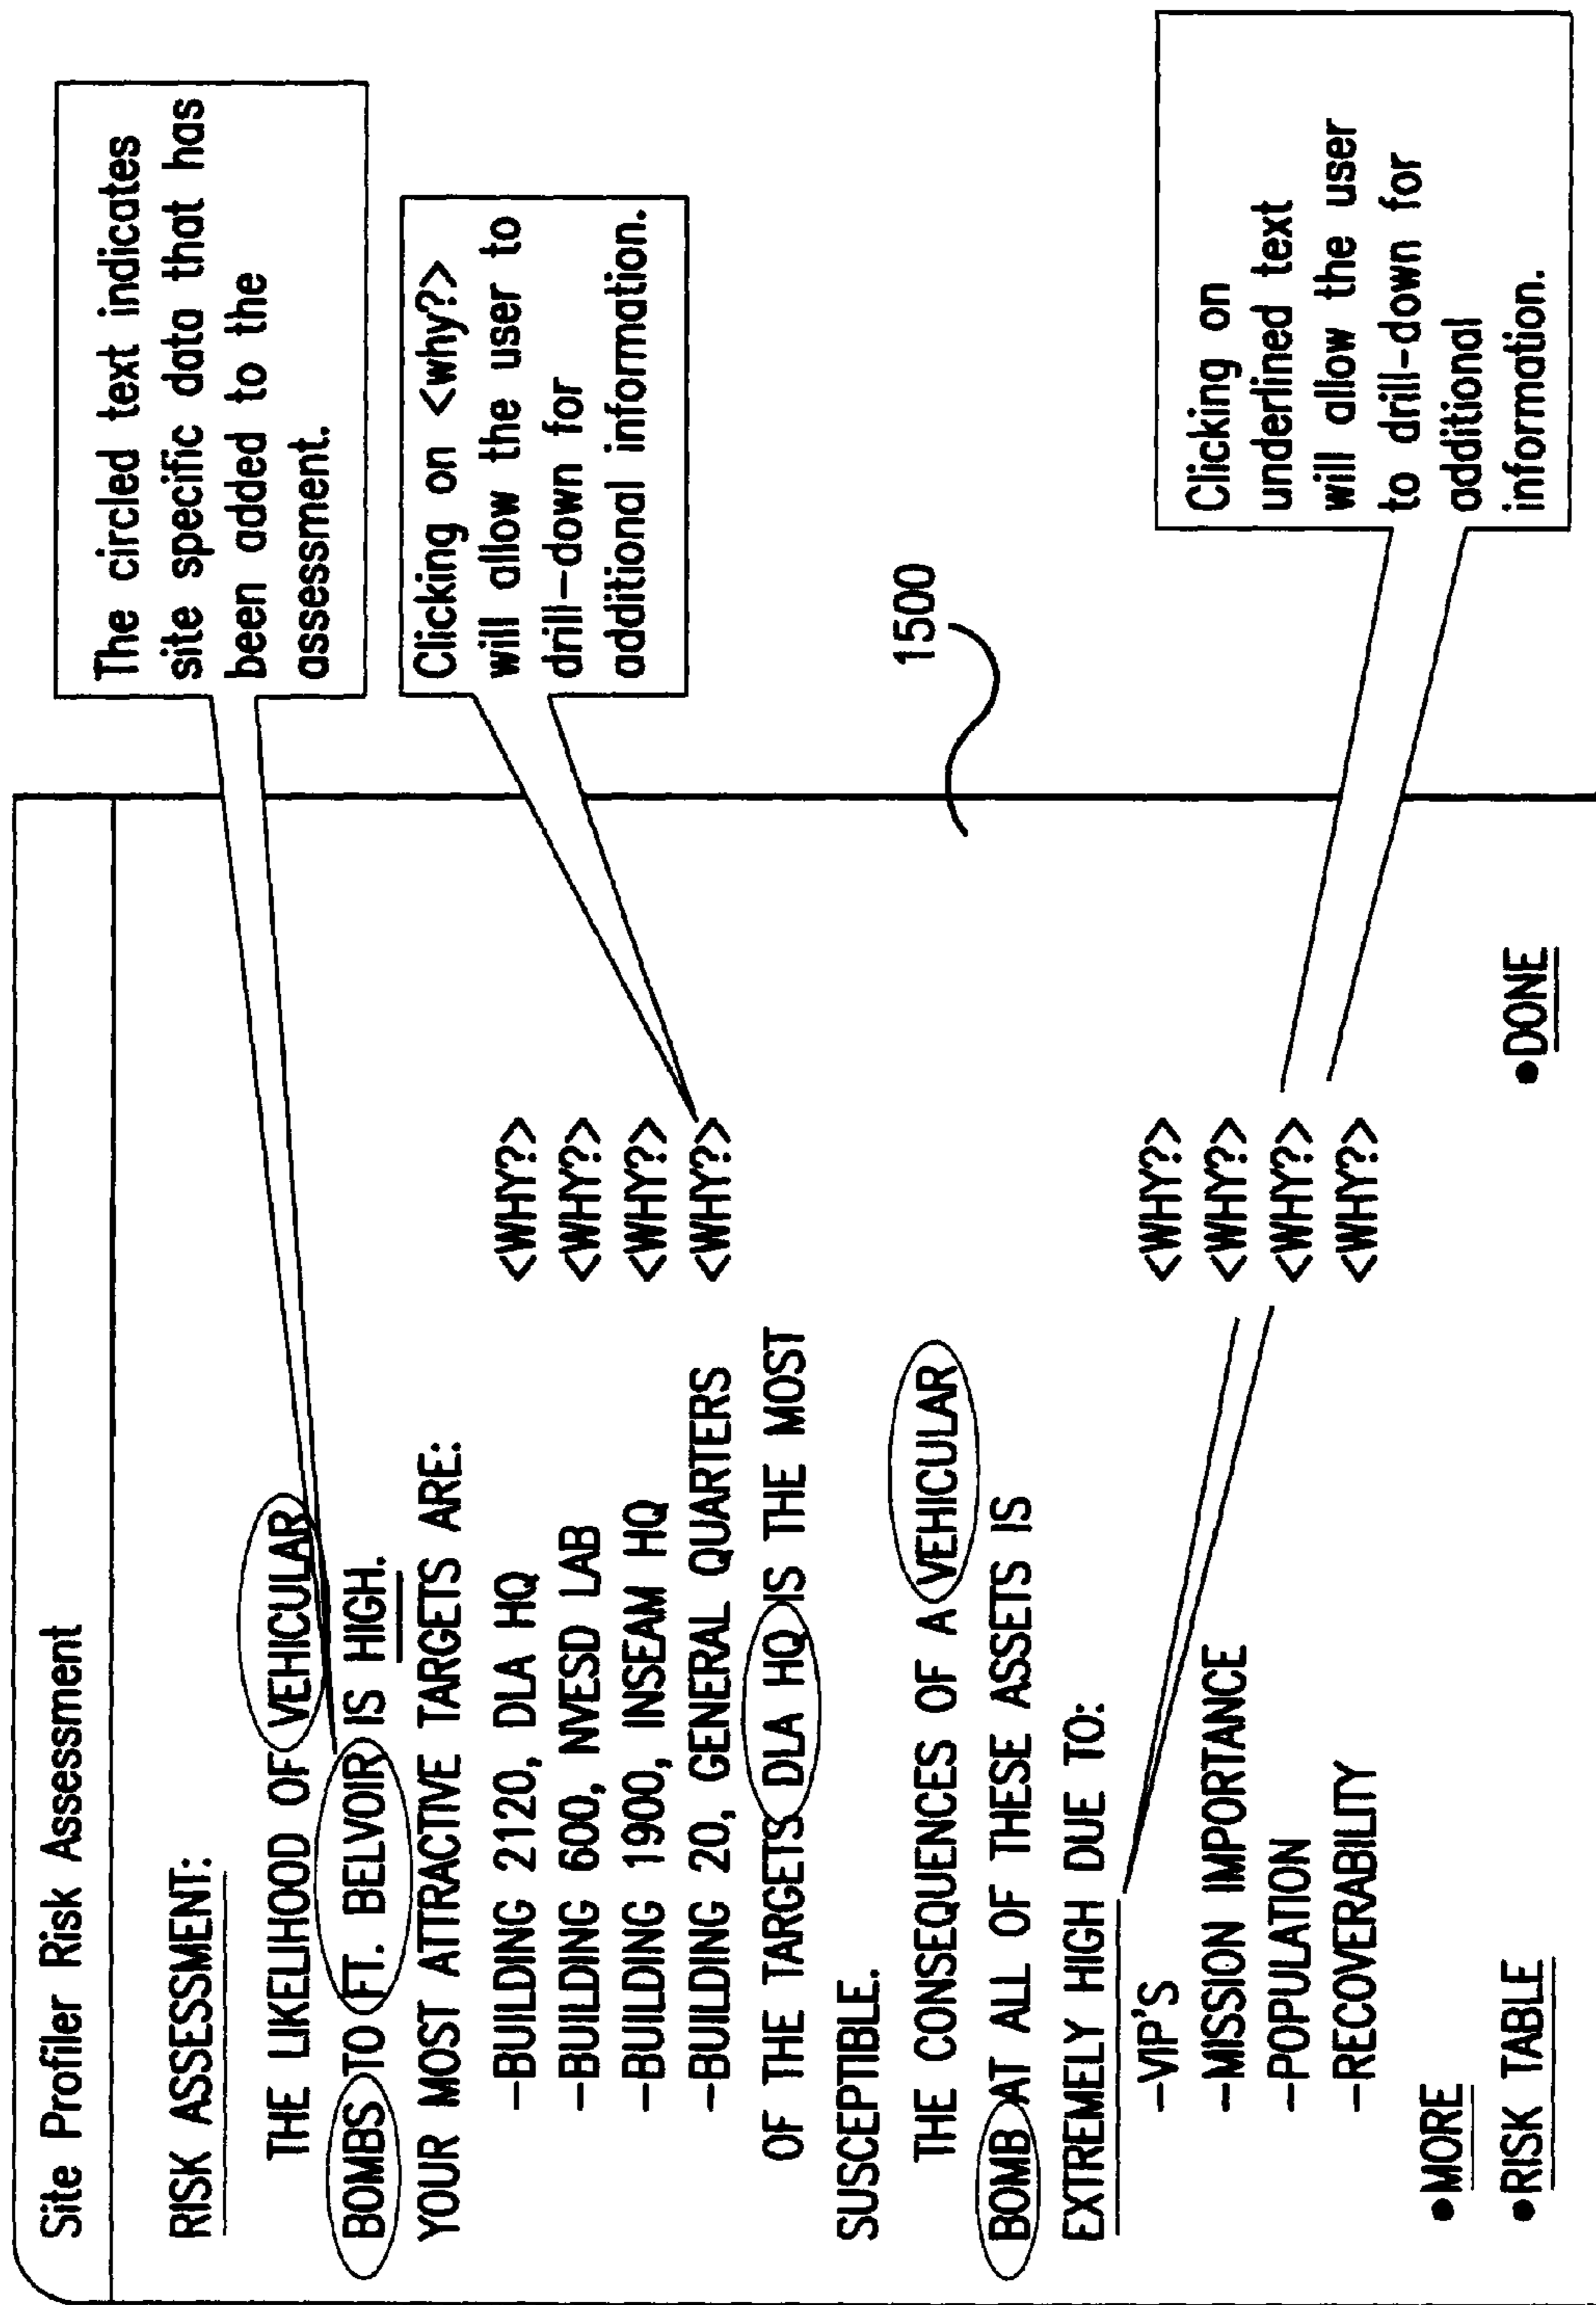 Site Profiler Risk Assessment
RISK ASSESSMENT:
THE LIKELIHOOD OF VEHICULAR
BOMBS TO FT. BELVOIR IS HIGH.
YOUR MOST ATTRACTIVE TARGETS ARE:
-BUILDING 2120, DLA HQ <WHY?>
-BUILDING 600, NVESD LAB <WHY?>
-BUILDING 1900, INSEAM HQ <WHY?>
-BUILDING 20, GENERAL QUARTERS <WHY?>
OF THE TARGETS DLA HQ IS THE MOST
SUSCEPTIBLE.
THE CONSEQUENCES OF A VEHICULAR
BOMB AT ALL OF THESE ASSETS IS
EXTREMELY HIGH DUE TO:
-VIP'S <WHY?>
-MISSION IMPORTANCE <WHY?>
-POPULATION <WHY?>
-RECOVERABILITY <WHY?>
•MORE
•RISK TABLE •DONE
The circled text indicates
site specific data that has
been added to the
assessment.
Clicking on <why?>
will allow the user to
drill-down for
additional information.
1500
Clicking on
underlined text
will allow the user
to drill-down for
additional
information.